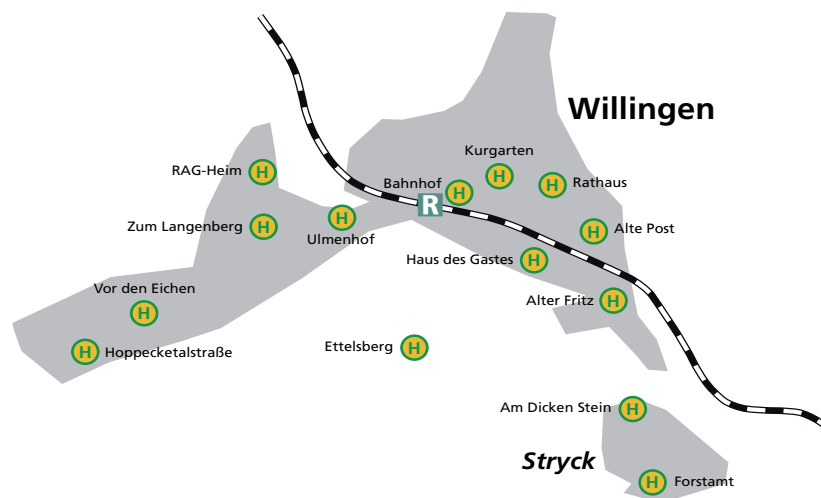 Willingen
Kurgarten
H
RAG-Heim
H
Bahnhof
H
H
Rathaus
R
Zum Langenberg
H
H
Ulmenhof
H
Alte Post
Haus des Gastes
H
Vor den Eichen
H
Alter Fritz
H
H
Hoppecketalstraße
Ettelsberg
H
Am Dicken Stein
H
Stryck
H
Forstamt